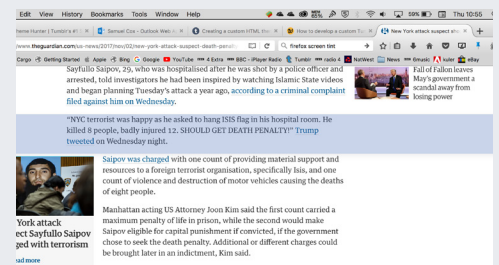 Edit View History Bookmarks Tools Window Help
59% Thu 10:55
heme Hunter | Tumblr's #1
Samuel Cox - Outlook Web A
Creating a custom HTML the
How to develop a custom T
New York attack suspect sho
www.theguardian.com/us-news/2017/nov/02/new-york-attack-suspect-death-penalty
firefox screen tint
Cargo Getting Started Apple Bing Google YouTube 4 Extra BBC - iPlayer Radio Tumblr radio 4 NatWest News Gmusic kuler eBay
Sayfullo Saipov, 29, who was hospitalised after he was shot by a police officer and
arrested, told investigators he had been inspired by watching Islamic State videos
and began planning Tuesday's attack a year ago, according to a criminal complaint
filed against him on Wednesday.
Fall of Fallon leaves
May's government a
scandal away from
losing power
“NYC terrorist was happy as he asked to hang ISIS flag in his hospital room. He
killed 8 people, badly injured 12. SHOULD GET DEATH PENALTY!” Trump
tweeted on Wednesday night.
Saipov was charged with one count of providing material support and
resources to a foreign terrorist organisation, specifically Isis, and one
count of violence and destruction of motor vehicles causing the deaths
of eight people.
Manhattan acting US Attorney Joon Kim said the first count carried a
maximum penalty of life in prison, while the second would make
Saipov eligible for capital punishment if convicted, if the government
chose to seek the death penalty. Additional or different charges could
be brought later in an indictment, Kim said.
York attack
ect Sayfullo Saipov
ged with terrorism
ead more